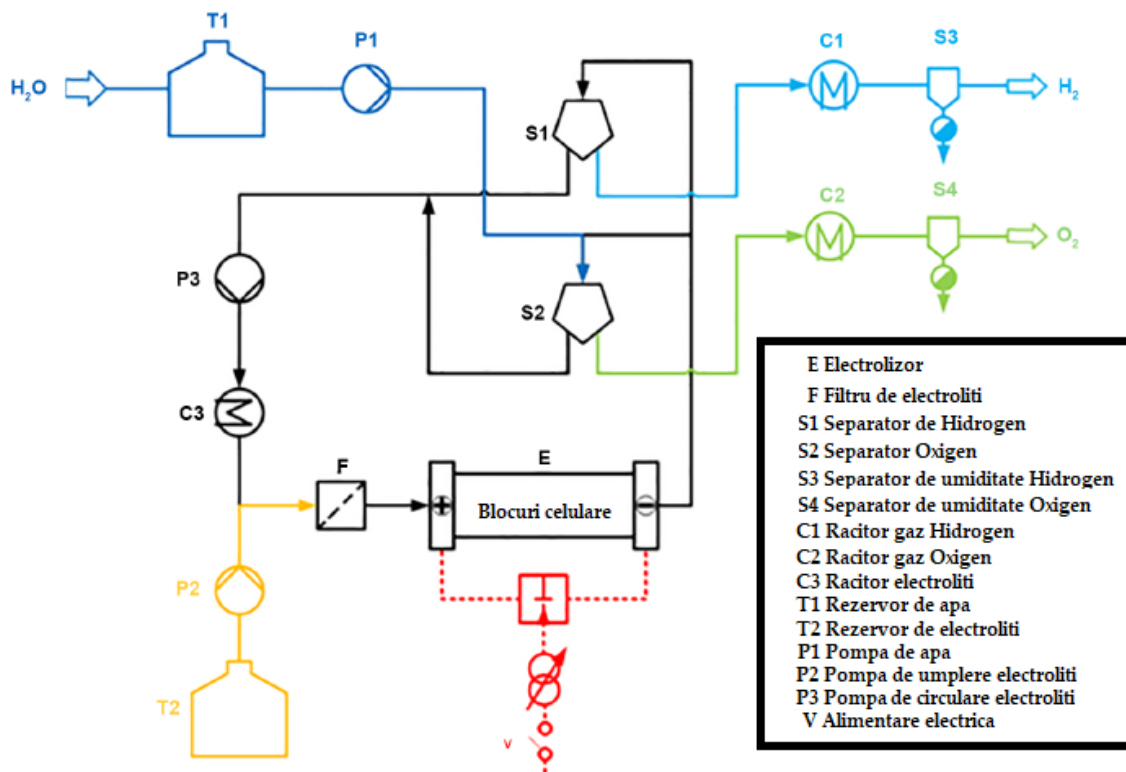 T1
P1
C1
S3
H₂O
H₂
S1
C2
S4
O₂
P3
S2
C3
F
E
+
Blocuri celulare
−
P2
T2
V
E Electrolizor
F Filtru de electroliti
S1 Separator de Hidrogen
S2 Separator Oxigen
S3 Separator de umiditate Hidrogen
S4 Separator de umiditate Oxigen
C1 Racitor gaz Hidrogen
C2 Racitor gaz Oxigen
C3 Racitor electroliti
T1 Rezervor de apa
T2 Rezervor de electroliti
P1 Pompa de apa
P2 Pompa de umplere electroliti
P3 Pompa de circulare electroliti
V Alimentare electrica